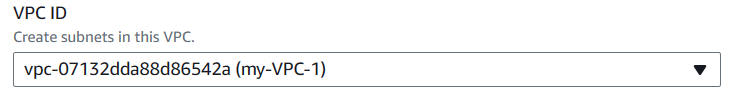 VPC ID
Create subnets in this VPC.
vpc-07132dda88d86542a (my-VPC-1)